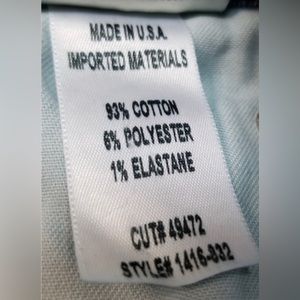 MADE IN U.S.A.
IMPORTED MATERIALS
93% COTTON
6% POLYESTER
1% ELASTANE
CUT# 49472
STYLE# 1416-832